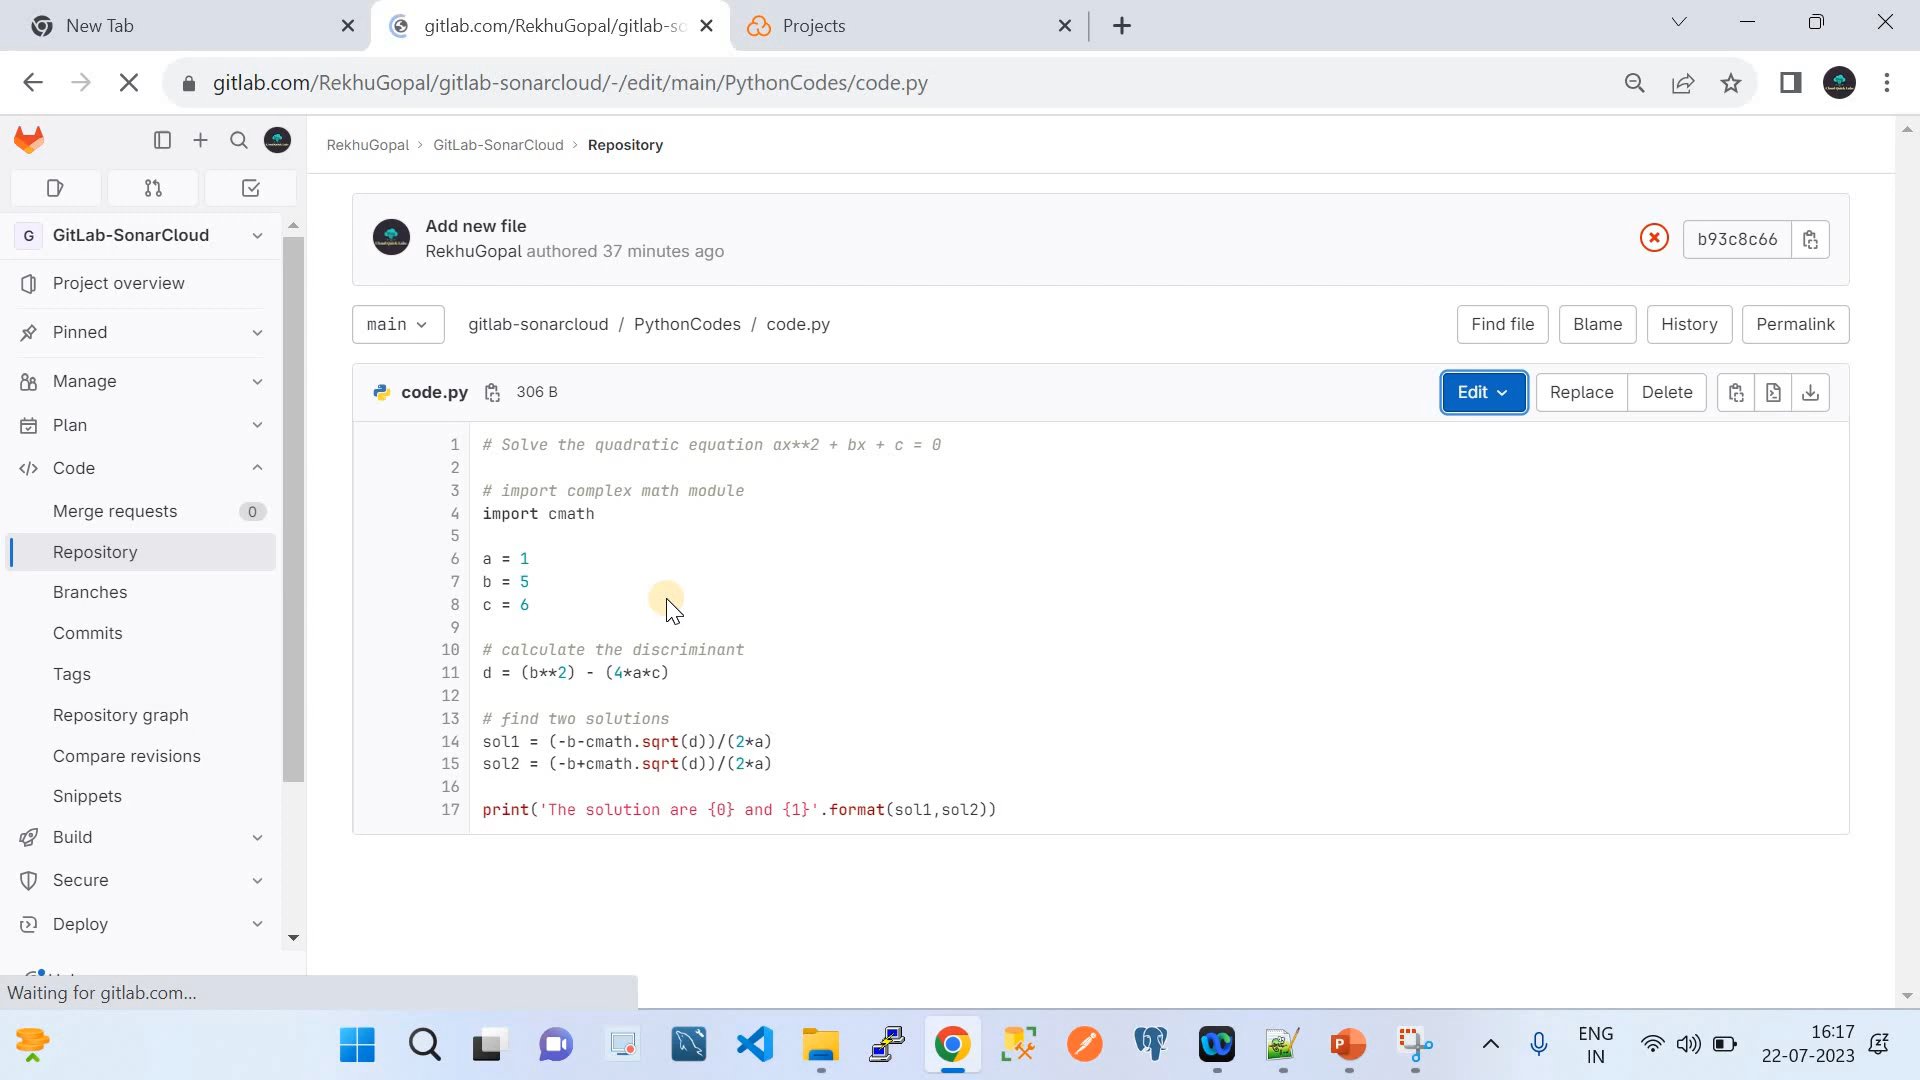 New Tab
gitlab.com/RekhuGopal/gitlab-so
Projects
gitlab.com/RekhuGopal/gitlab-sonarcloud/-/edit/main/PythonCodes/code.py
RekhuGopal › GitLab-SonarCloud › Repository
G GitLab-SonarCloud
Project overview
Pinned
Manage
Plan
Code
Merge requests 0
Repository
Branches
Commits
Tags
Repository graph
Compare revisions
Snippets
Build
Secure
Deploy
Add new file
RekhuGopal authored 37 minutes ago
b93c8c66
main
gitlab-sonarcloud / PythonCodes / code.py
Find file
Blame
History
Permalink
code.py 306 B
Edit
Replace
Delete
1 # Solve the quadratic equation ax**2 + bx + c = 0
2
3 # import complex math module
4 import cmath
5
6 a = 1
7 b = 5
8 c = 6
9
10 # calculate the discriminant
11 d = (b**2) - (4*a*c)
12
13 # find two solutions
14 sol1 = (-b-cmath.sqrt(d))/(2*a)
15 sol2 = (-b+cmath.sqrt(d))/(2*a)
16
17 print('The solution are {0} and {1}'.format(sol1,sol2))
Waiting for gitlab.com...
ENG
IN
16:17
22-07-2023